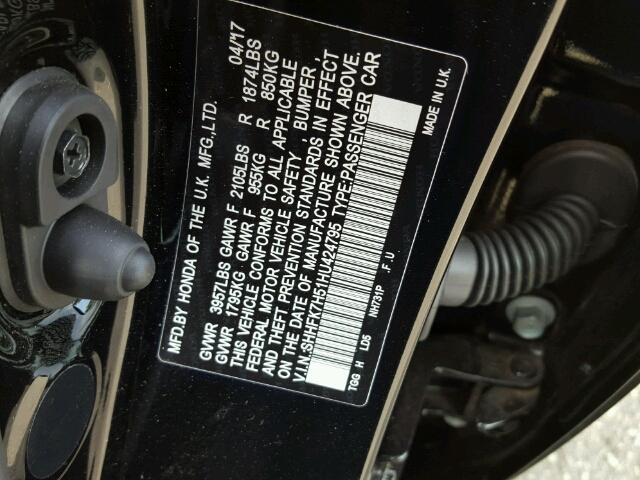 MFD.BY HONDA OF THE U.K. MFG.,LTD. 04/17
GVWR 3957LBS GAWR F 2105LBS R 1874LBS
GVWR 1795KG GAWR F 955KG R 850KG
THIS VEHICLE CONFORMS TO ALL APPLICABLE
FEDERAL MOTOR VEHICLE SAFETY , BUMPER ,
AND THEFT PREVENTION STANDARDS IN EFFECT
ON THE DATE OF MANUFACTURE SHOWN ABOVE.
V.I.N.:SHHFK7H51HU424795 TYPE:PASSENGER CAR
NH731P .F.U MADE IN U.K.
TGG H LD5